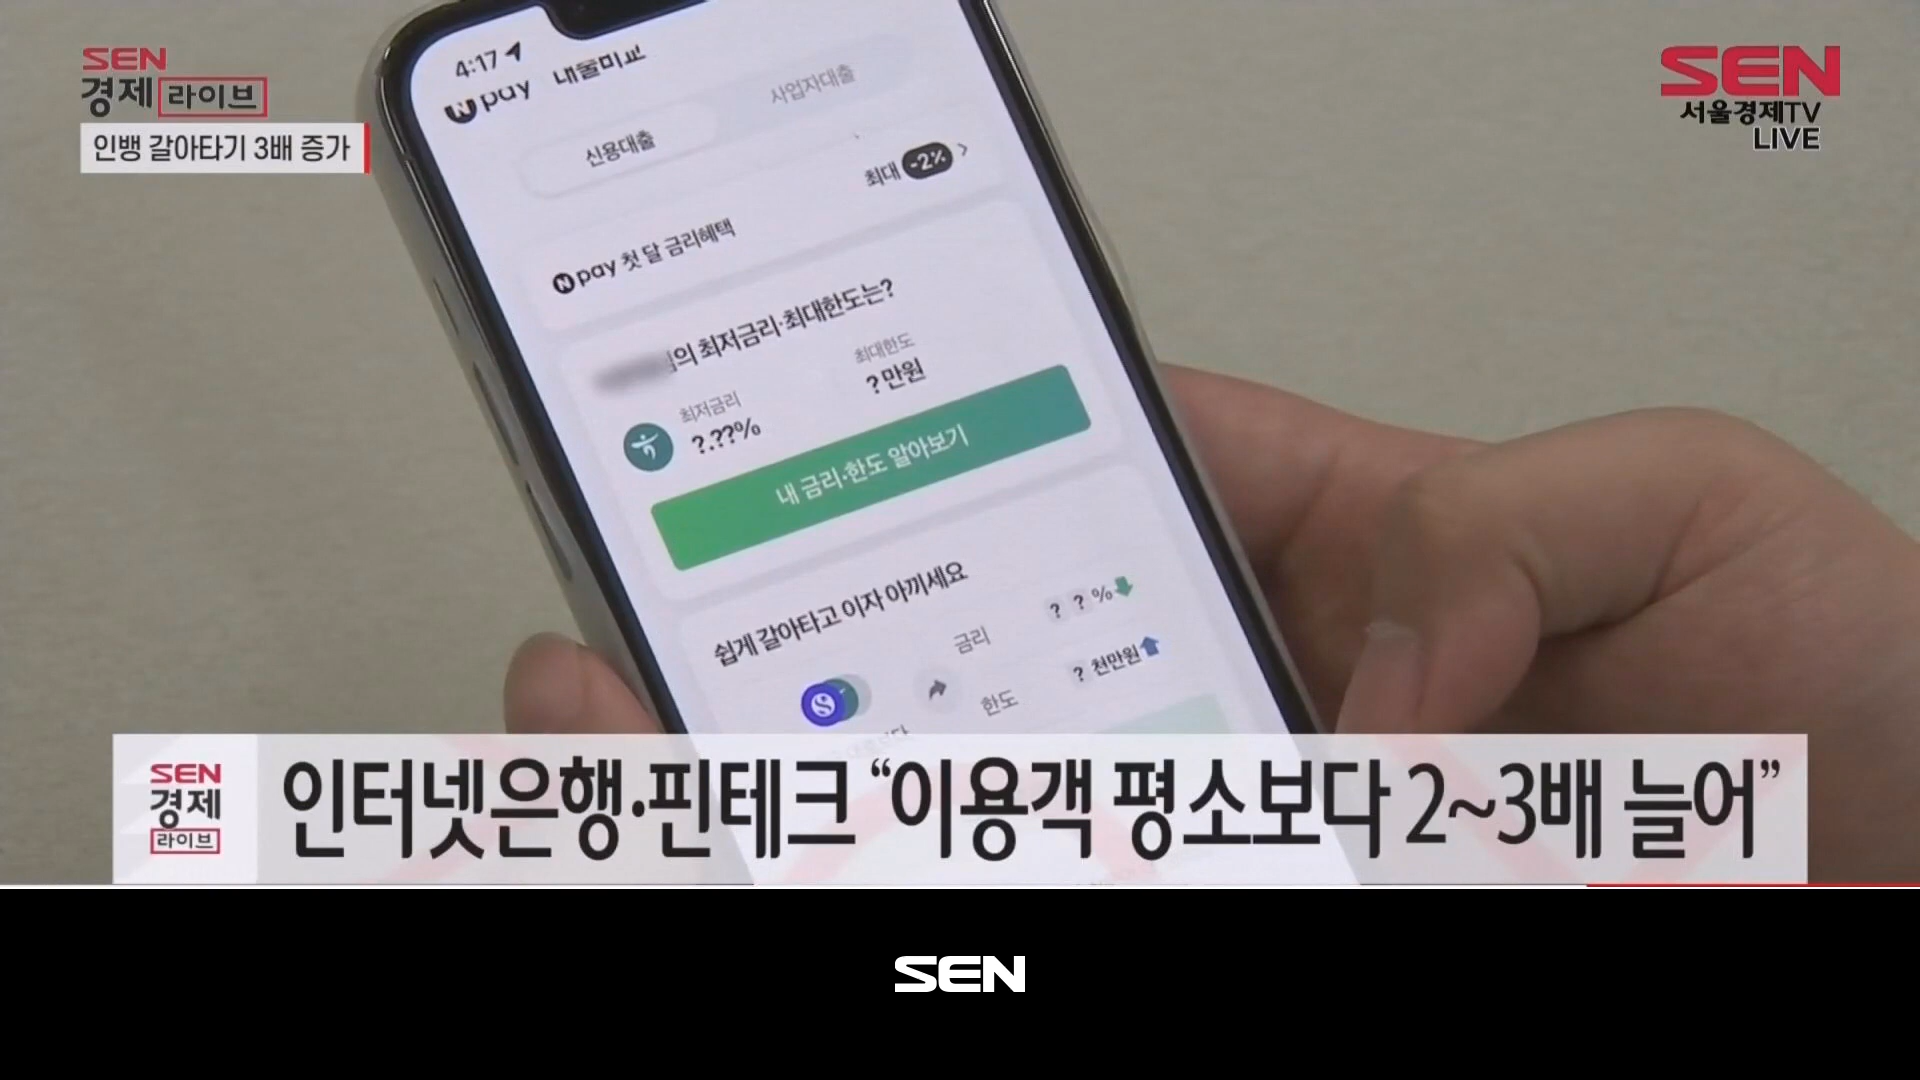 SEN
경제 라이브
인뱅 갈아타기 3배 증가
SEN
서울경제TV
LIVE
4:17
N pay 대출비교
신용대출
사업자대출
N pay 첫 달 금리혜택
최대 -2%
의 최저금리·최대한도는?
최저금리
?.??%
최대한도
?만원
내 금리·한도 알아보기
쉽게 갈아타고 이자 아끼세요
금리
? ? %
한도
? 천만원
SEN
경제
라이브
인터넷은행·핀테크 “이용객 평소보다 2~3배 늘어”
SEN